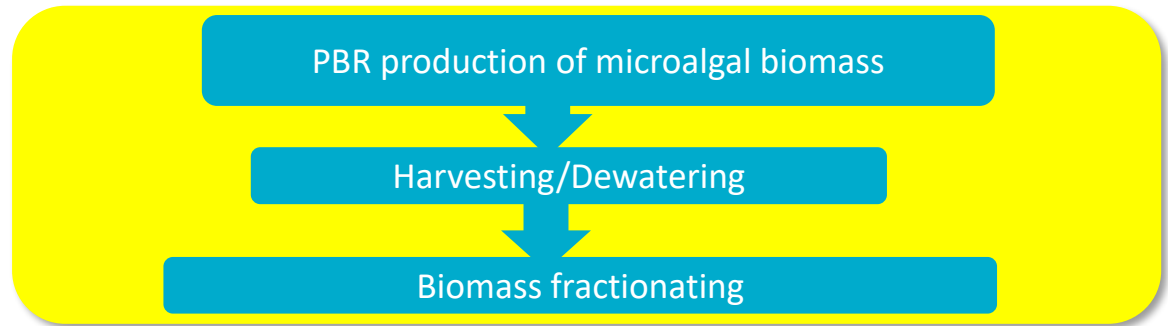 PBR production of microalgal biomass
Harvesting/Dewatering
Biomass fractionating